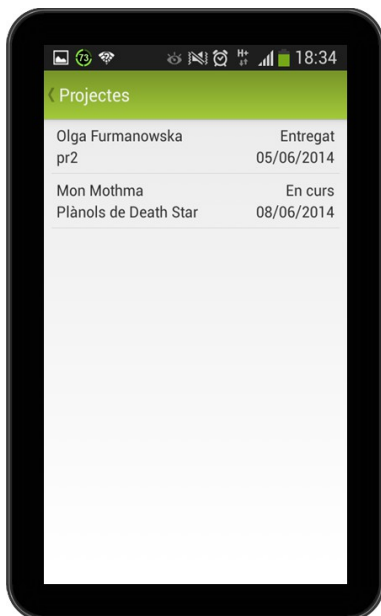 73 H+ 18:34
Projectes
Olga Furmanowska Entregat
pr2 05/06/2014
Mon Mothma En curs
Plànols de Death Star 08/06/2014